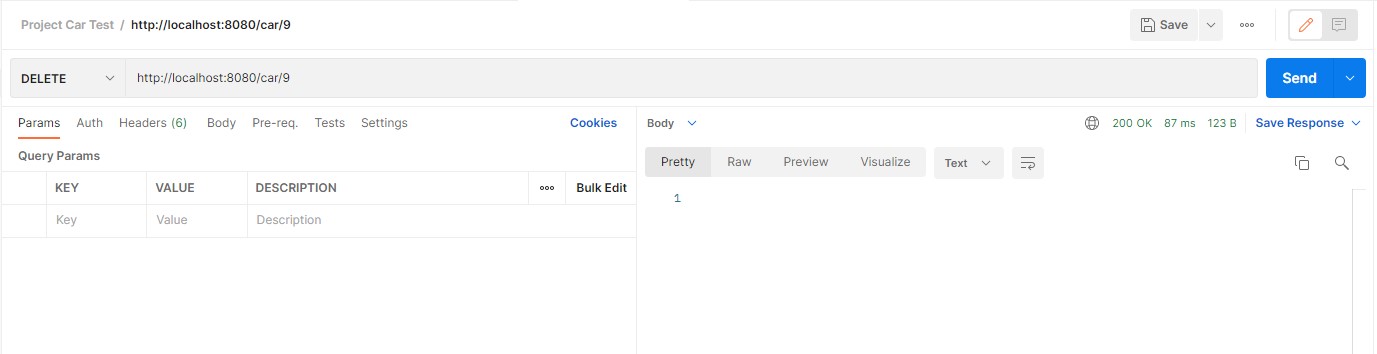 Project Car Test / http://localhost:8080/car/9
Save
DELETE
http://localhost:8080/car/9
Send
Params Auth Headers (6) Body Pre-req. Tests Settings Cookies
Query Params
KEY VALUE DESCRIPTION Bulk Edit
Key Value Description
Body 200 OK 87 ms 123 B Save Response
Pretty Raw Preview Visualize Text
1